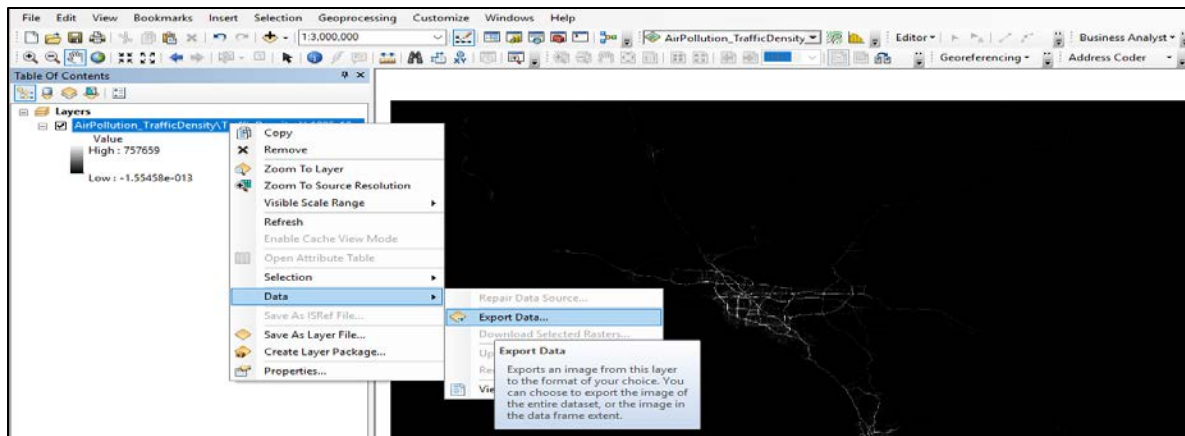 File Edit View Bookmarks Insert Selection Geoprocessing Customize Windows Help
1:3,000,000 AirPollution_TrafficDensity Editor Business Analyst
Georeferencing Address Coder
Table Of Contents
Layers
AirPollution_TrafficDensity\T
Value
High : 757659
Low : -1.55458e-013
Copy
Remove
Zoom To Layer
Zoom To Source Resolution
Visible Scale Range
Refresh
Enable Cache View Mode
Open Attribute Table
Selection
Data
Save As ISRef File...
Save As Layer File...
Create Layer Package...
Properties...
Repair Data Source...
Export Data...
Download Selected Rasters...
Up
Re
Vie
Export Data
Exports an image from this layer
to the format of your choice. You
can choose to export the image of
the entire dataset, or the image in
the data frame extent.